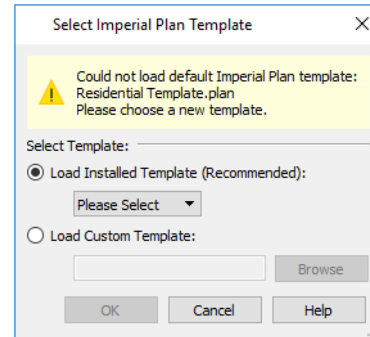 Select Imperial Plan Template
Could not load default Imperial Plan template:
Residential Template.plan
Please choose a new template.
Select Template:
Load Installed Template (Recommended):
Please Select
Load Custom Template:
Browse
OK Cancel Help